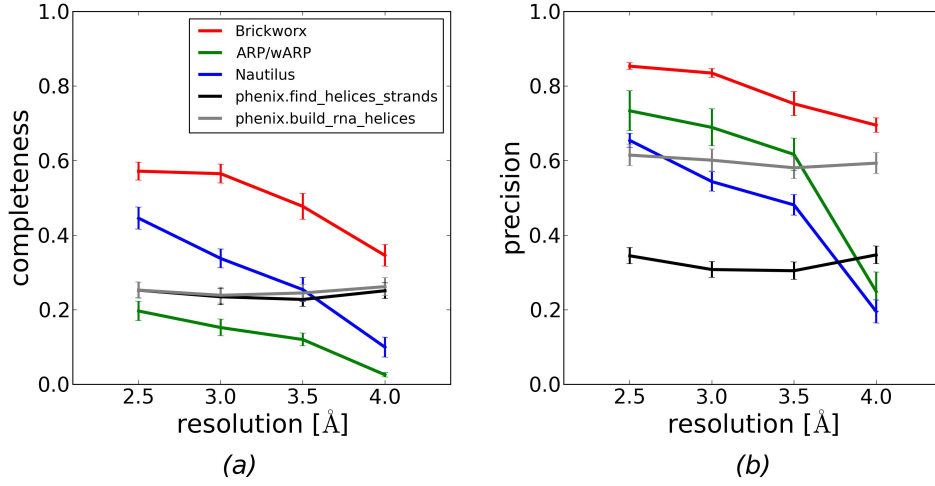 1.0
0.8
0.6
0.4
0.2
0.0
completeness
Brickworx
ARP/wARP
Nautilus
phenix.find_helices_strands
phenix.build_rna_helices
2.5 3.0 3.5 4.0
resolution [Å]
(a)
1.0
0.8
0.6
0.4
0.2
0.0
precision
2.5 3.0 3.5 4.0
resolution [Å]
(b)